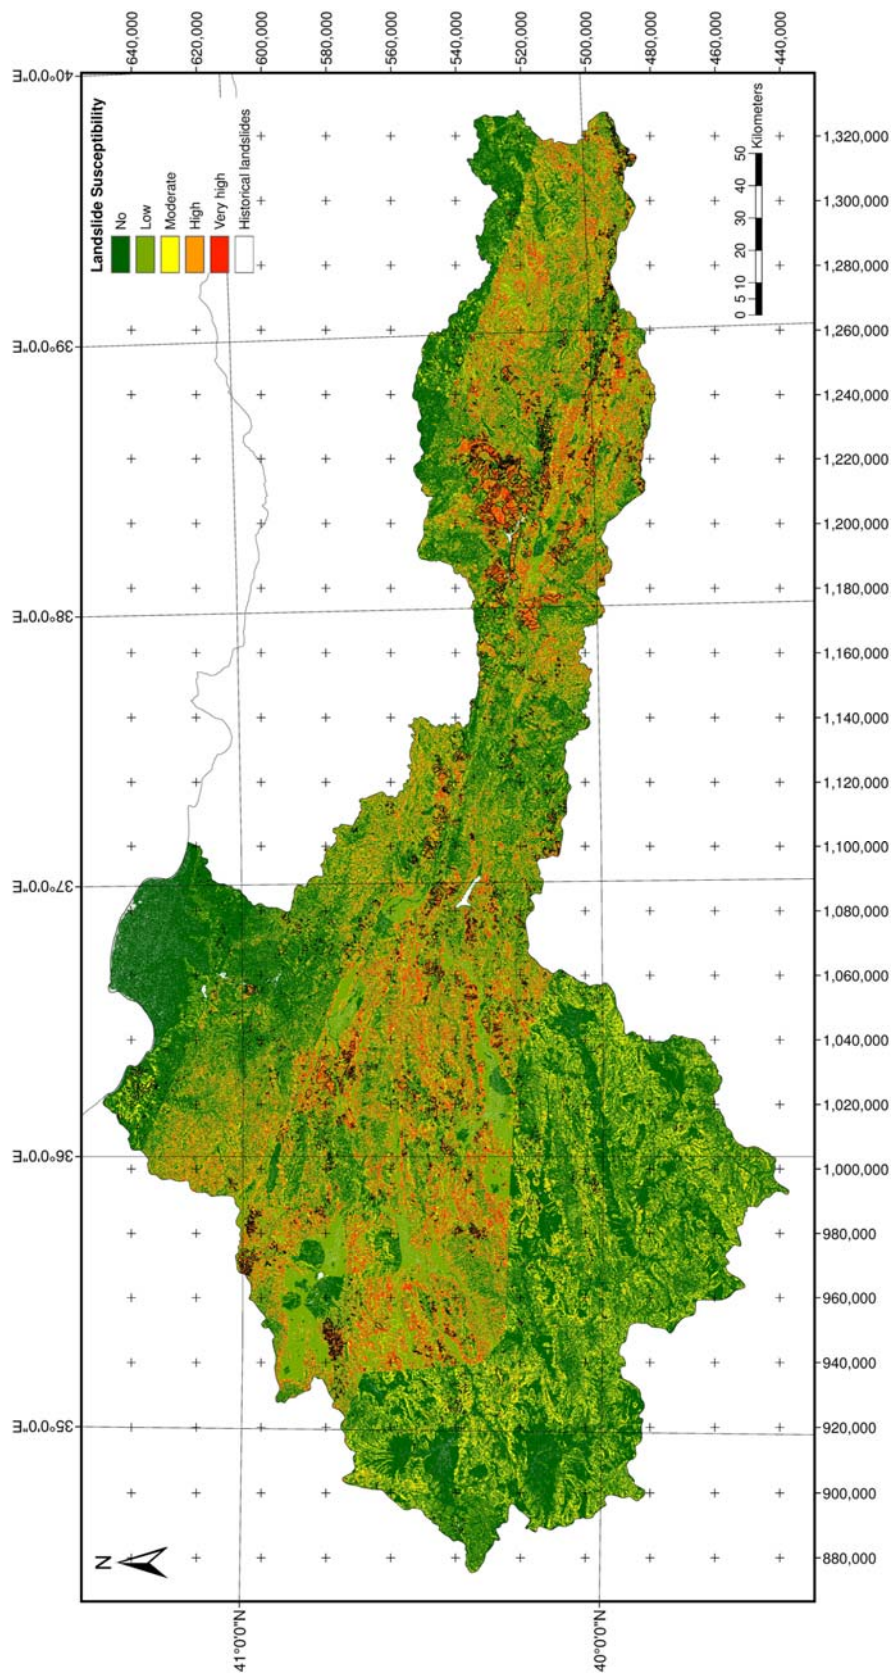 35°0'0"E
36°0'0"E
37°0'0"E
38°0'0"E
39°0'0"E
40°0'0"E
N
Landslide Susceptibility
No
Low
Moderate
High
Very high
Historical landslides
41°0'0"N
40°0'0"N
640,000
620,000
600,000
580,000
560,000
540,000
520,000
500,000
480,000
460,000
440,000
0 5 10 20 30 40 50
Kilometers
880,000
900,000
920,000
940,000
960,000
980,000
1,000,000
1,020,000
1,040,000
1,060,000
1,080,000
1,100,000
1,120,000
1,140,000
1,160,000
1,180,000
1,200,000
1,220,000
1,240,000
1,260,000
1,280,000
1,300,000
1,320,000